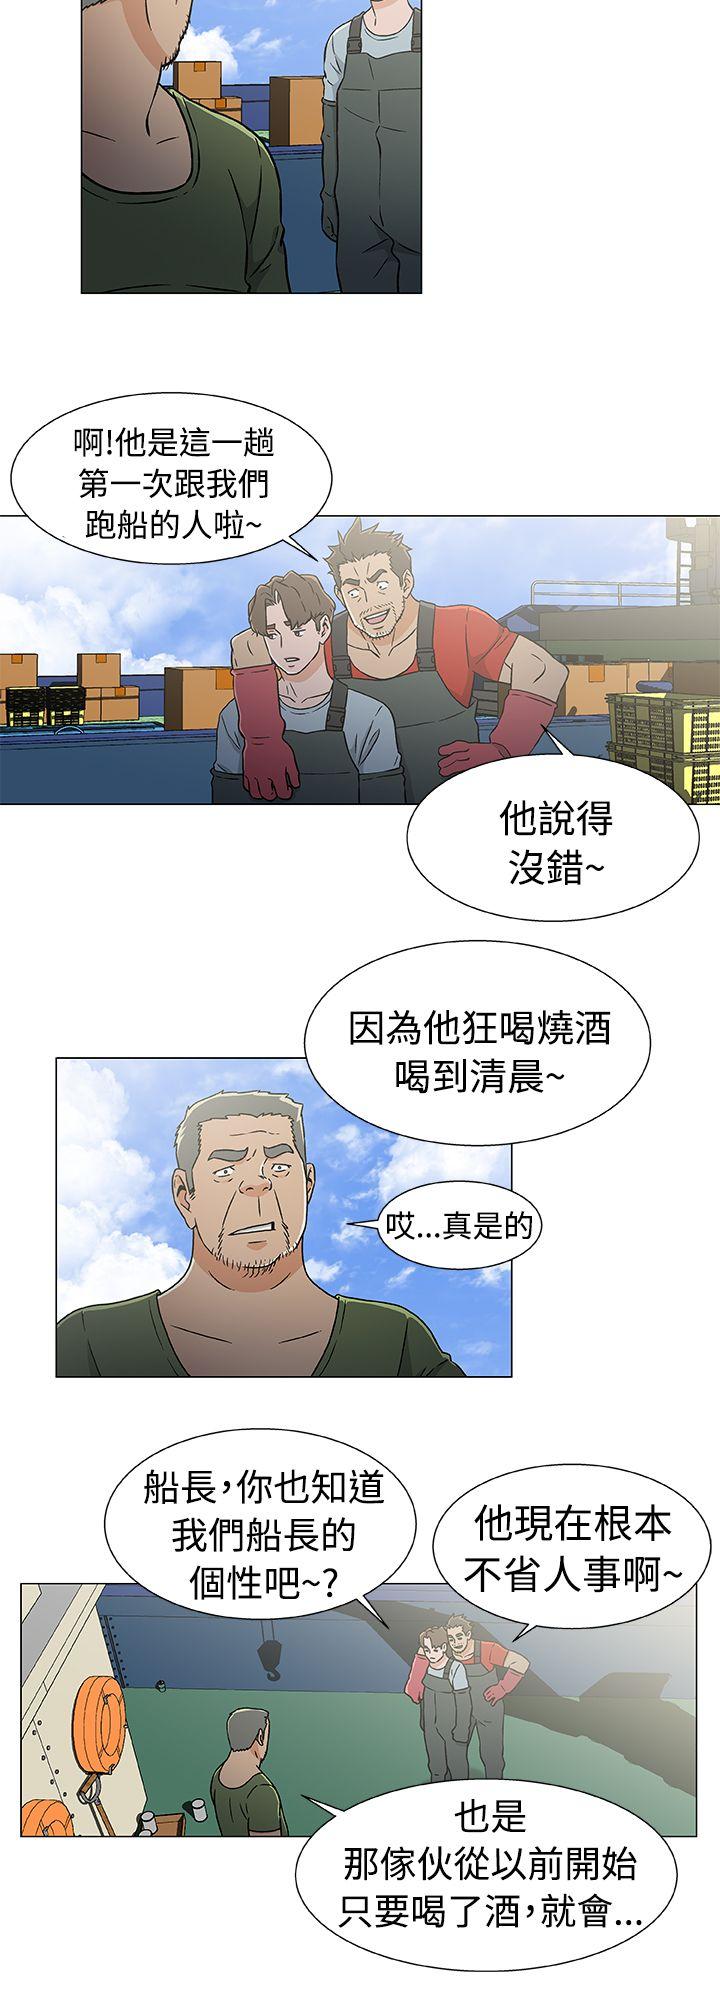 啊!他是這一趟
第一次跟我們
跑船的人啦~
他說得
沒錯~
因為他狂喝燒酒
喝到清晨~
哎...真是的
船長,你也知道
我們船長的
個性吧~?
他現在根本
不省人事啊~
也是
那傢伙從以前開始
只要喝了酒,就會...